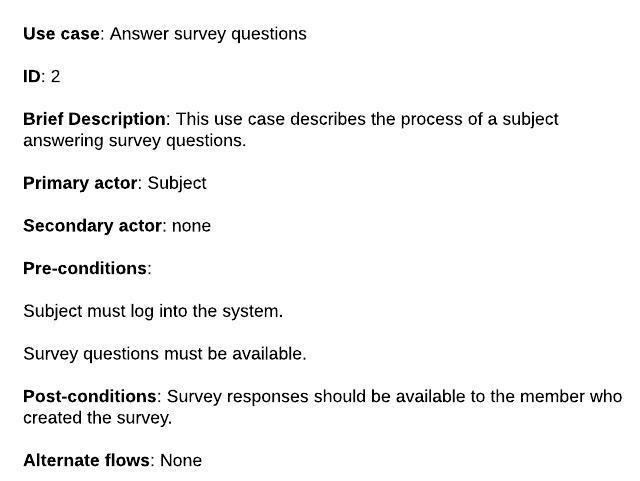 Use case: Answer survey questions
ID: 2
Brief Description: This use case describes the process of a subject
answering survey questions.
Primary actor: Subject
Secondary actor: none
Pre-conditions:
Subject must log into the system.
Survey questions must be available.
Post-conditions: Survey responses should be available to the member who
created the survey.
Alternate flows: None